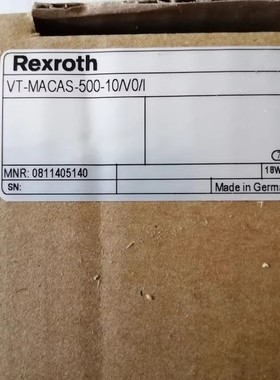 Rexroth
VT-MACAS-500-10/V0/I
MNR: 0811405140
18W
SN:
Made in Germa